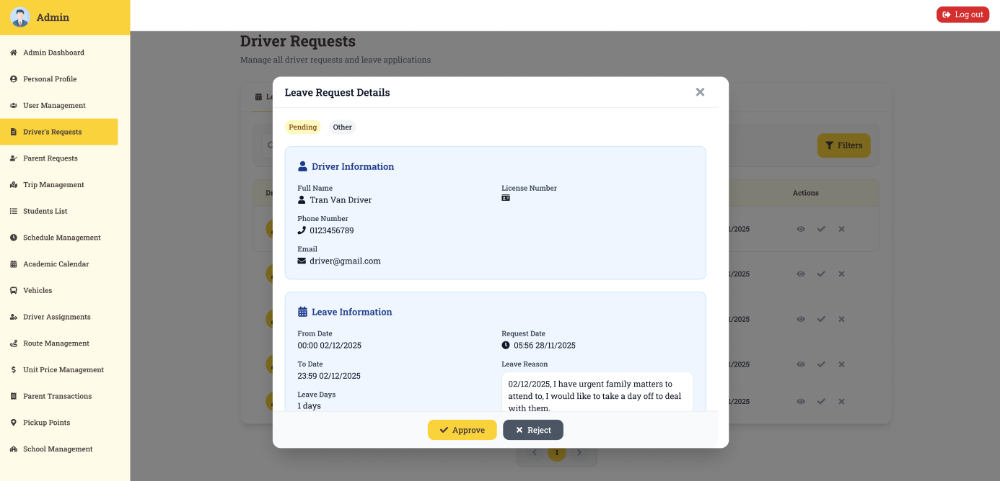 Admin
Log out
Admin Dashboard
Personal Profile
User Management
Driver's Requests
Parent Requests
Trip Management
Students List
Schedule Management
Academic Calendar
Vehicles
Driver Assignments
Route Management
Unit Price Management
Parent Transactions
Pickup Points
School Management
Driver Requests
Manage all driver requests and leave applications
Filters
Actions
1/2025
1/2025
1/2025
1/2025
1/2025
1
Leave Request Details
Pending Other
Driver Information
Full Name
Tran Van Driver
License Number
Phone Number
0123456789
Email
driver@gmail.com
Leave Information
From Date
00:00 02/12/2025
Request Date
05:56 28/11/2025
To Date
23:59 02/12/2025
Leave Days
1 days
Leave Reason
02/12/2025, I have urgent family matters to
attend to, I would like to take a day off to deal
with them.
Approve Reject